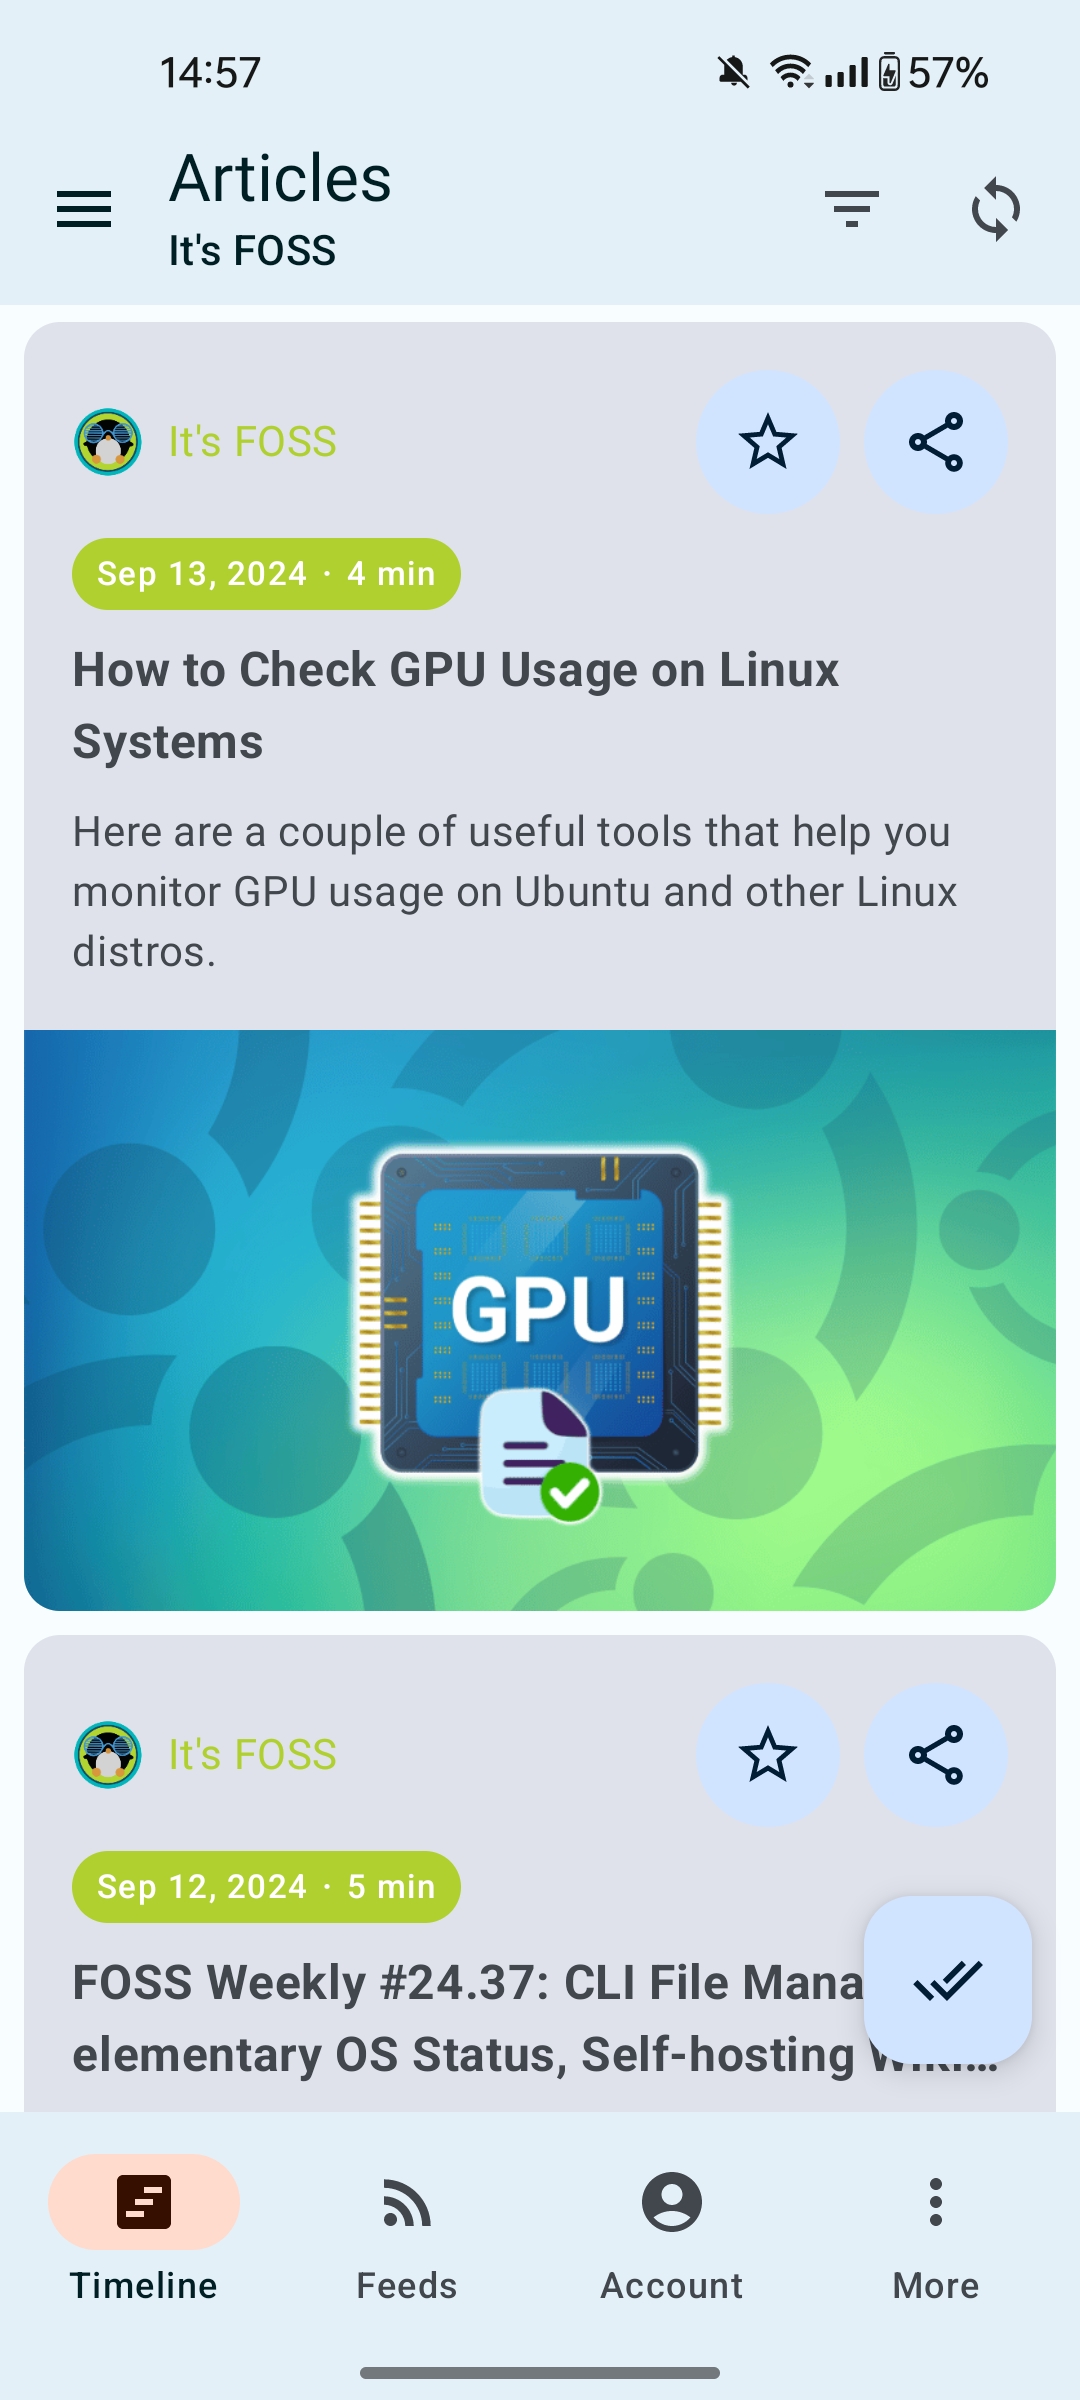 14:57
57%
Articles
It's FOSS
It's FOSS
Sep 13, 2024 · 4 min
How to Check GPU Usage on Linux
Systems
Here are a couple of useful tools that help you
monitor GPU usage on Ubuntu and other Linux
distros.
GPU
It's FOSS
Sep 12, 2024 · 5 min
FOSS Weekly #24.37: CLI File Mana
elementary OS Status, Self-hosting
Timeline
Feeds
Account
More